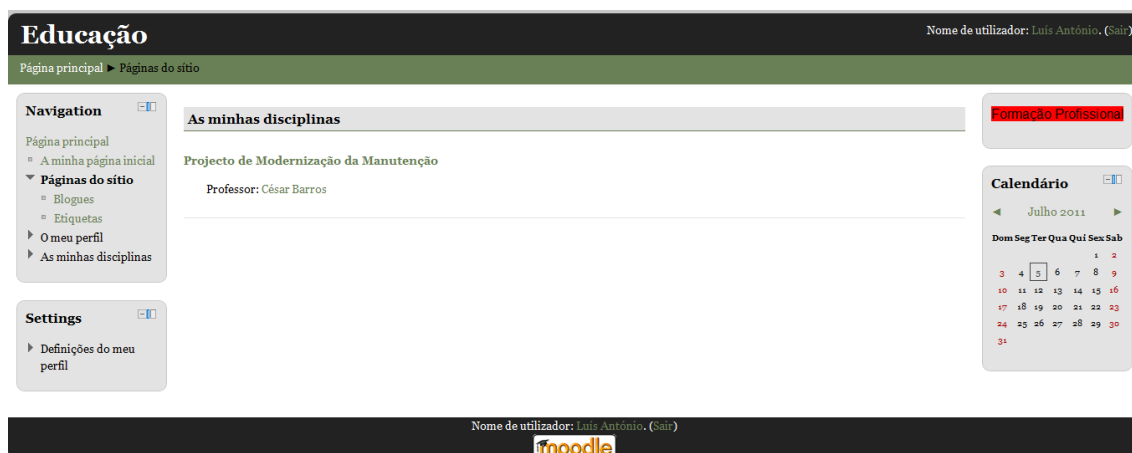 Educação
Nome de utilizador: Luís António. (Sair)
Página principal ► Páginas do sítio
Navigation
Página principal
A minha página inicial
Páginas do sítio
Blogues
Etiquetas
O meu perfil
As minhas disciplinas
Settings
Definições do meu
perfil
As minhas disciplinas
Projecto de Modernização da Manutenção
Professor: César Barros
Formação Profissional
Calendário
◄ Julho 2011 ►
Dom Seg Ter Qua Quí Sex Sab
1 2
3 4 5 6 7 8 9
10 11 12 13 14 15 16
17 18 19 20 21 22 23
24 25 26 27 28 29 30
31
Nome de utilizador: Luís António. (Sair)
moodle